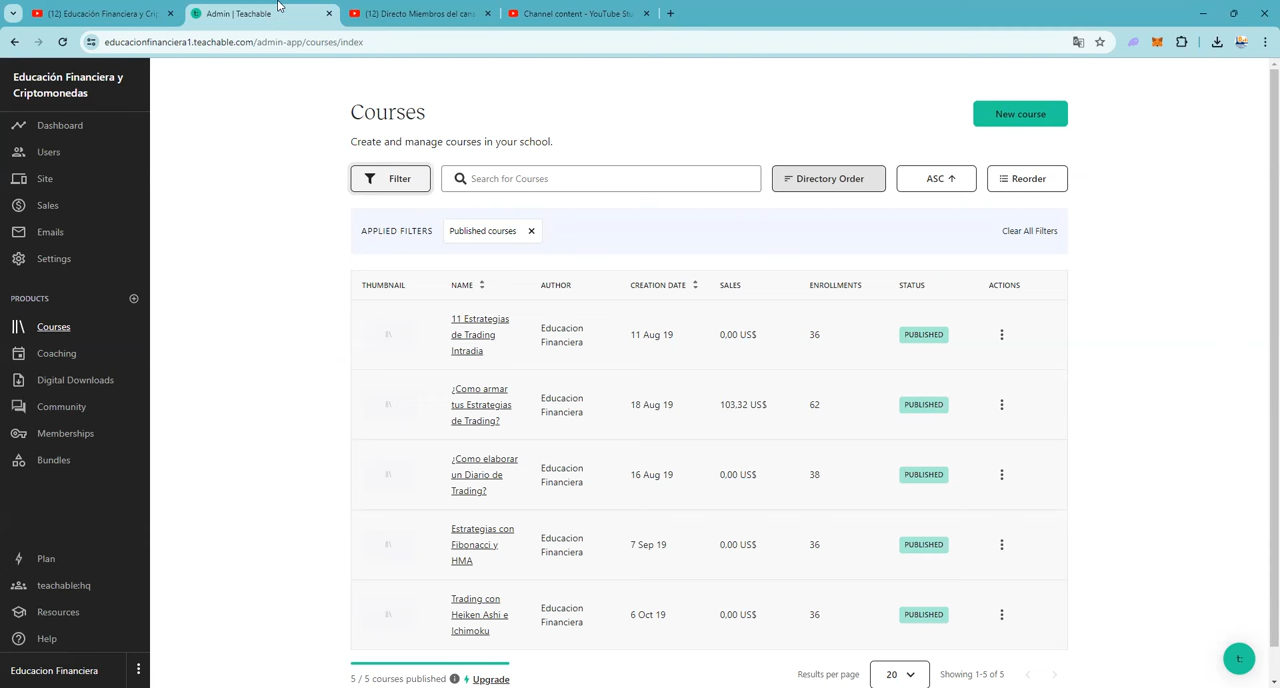 (12) Educación Financiera y Crip
Admin | Teachable
(12) Directo Miembros del cana
Channel content - YouTube Stu
educacionfinanciera1.teachable.com/admin-app/courses/index
Educación Financiera y
Criptomonedas
Dashboard
Users
Site
Sales
Emails
Settings
PRODUCTS
Courses
Coaching
Digital Downloads
Community
Memberships
Bundles
Plan
teachable:hq
Resources
Help
Educacion Financiera
Courses
New course
Create and manage courses in your school.
Filter
Search for Courses
Directory Order
ASC ↑
Reorder
APPLIED FILTERS
Published courses
Clear All Filters
THUMBNAIL NAME AUTHOR CREATION DATE SALES ENROLLMENTS STATUS ACTIONS
11 Estrategias
de Trading
Intradia
Educacion
Financiera
11 Aug 19
0,00 US$
36
PUBLISHED
¿Como armar
tus Estrategias
de Trading?
Educacion
Financiera
18 Aug 19
103,32 US$
62
PUBLISHED
¿Como elaborar
un Diario de
Trading?
Educacion
Financiera
16 Aug 19
0,00 US$
38
PUBLISHED
Estrategias con
Fibonacci y
HMA
Educacion
Financiera
7 Sep 19
0,00 US$
36
PUBLISHED
Trading con
Heiken Ashi e
Ichimoku
Educacion
Financiera
6 Oct 19
0,00 US$
36
PUBLISHED
5 / 5 courses published
Upgrade
Results per page
20
Showing 1-5 of 5
t: